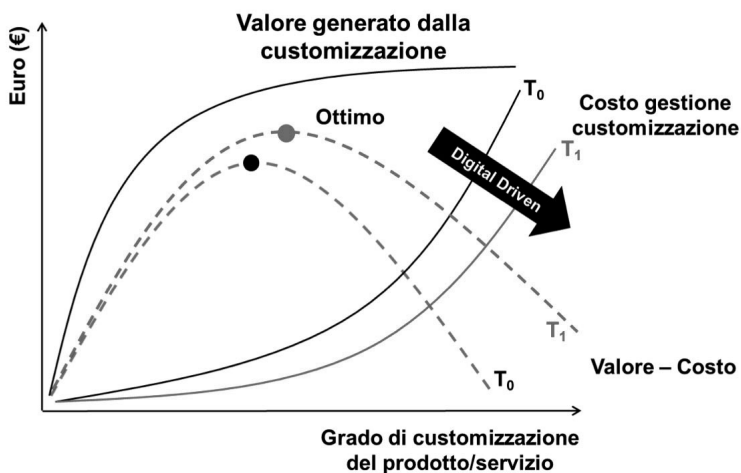 Valore generato dalla
customizzazione
Euro (€)
T0
Costo gestione
customizzazione
Ottimo
T1
Digital Driven
T1
Valore – Costo
T0
Grado di customizzazione
del prodotto/servizio